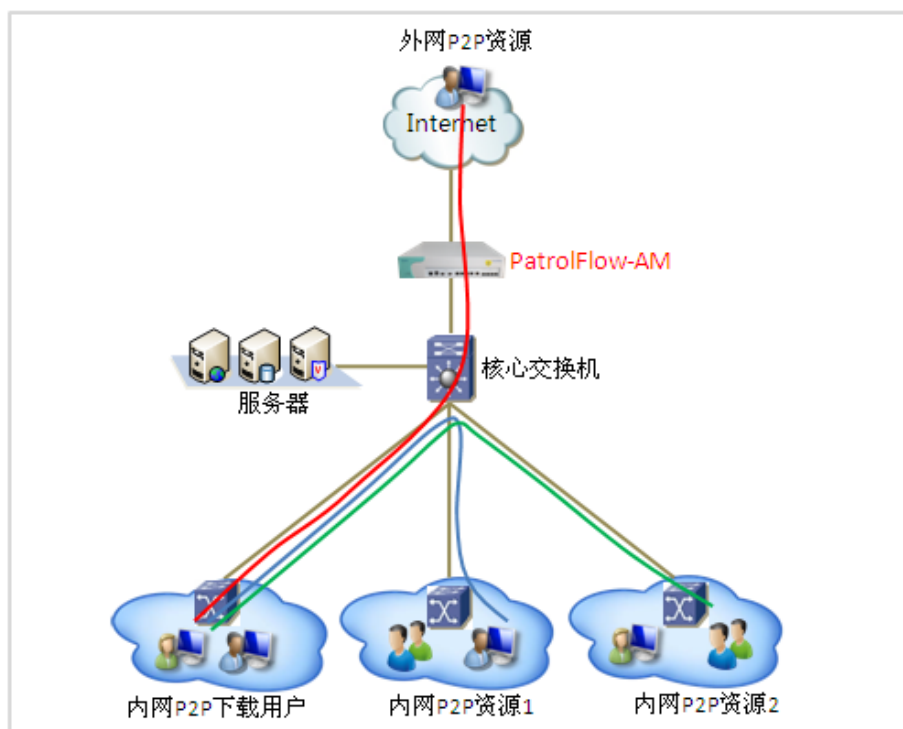 外网P2P资源
Internet
PatrolFlow-AM
核心交换机
服务器
V
内网P2P下载用户
内网P2P资源1
内网P2P资源2